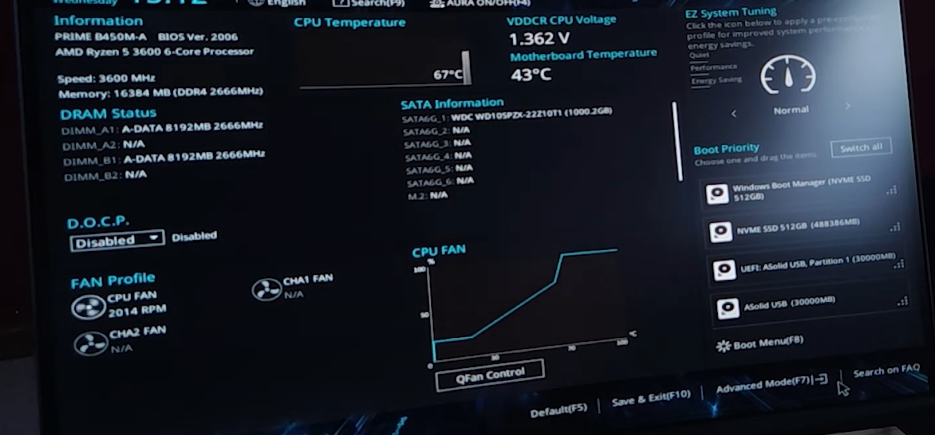 Wednesday
English
Search(F9)
AURA ON/OFF(F4)
Information
PRIME B450M-A BIOS Ver. 2006
AMD Ryzen 5 3600 6-Core Processor
Speed: 3600 MHz
Memory: 16384 MB (DDR4 2666MHz)
CPU Temperature
67°C
VDDCR CPU Voltage
1.362 V
Motherboard Temperature
43°C
EZ System Tuning
Click the icon below to apply a pre-configured
profile for improved system performance or
energy savings.
Quiet
Performance
Energy Saving
‹ Normal ›
DRAM Status
DIMM_A1: A-DATA 8192MB 2666MHz
DIMM_A2: N/A
DIMM_B1: A-DATA 8192MB 2666MHz
DIMM_B2: N/A
SATA Information
SATA6G_1: WDC WD10SPZX-22Z10T1 (1000.2GB)
SATA6G_2: N/A
SATA6G_3: N/A
SATA6G_4: N/A
SATA6G_5: N/A
SATA6G_6: N/A
M.2: N/A
Boot Priority
Choose one and drag the items.
Switch all
Windows Boot Manager (NVME SSD
512GB)
NVME SSD 512GB (488386MB)
UEFI: ASolid USB, Partition 1 (30000MB)
ASolid USB (30000MB)
Boot Menu(F8)
D.O.C.P.
Disabled
Disabled
FAN Profile
CPU FAN
2014 RPM
CHA1 FAN
N/A
CHA2 FAN
N/A
CPU FAN
%
100
50
0
30
70
100
°C
QFan Control
Default(F5)
Save & Exit(F10)
Advanced Mode(F7)
Search on FAQ